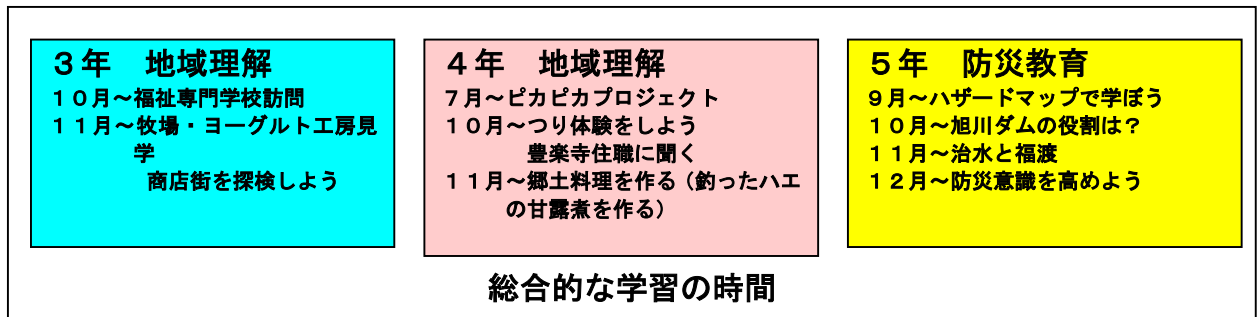 ３年　地域理解
１０月～福祉専門学校訪問
１１月～牧場・ヨーグルト工房見
学
商店街を探検しよう
４年　地域理解
７月～ピカピカプロジェクト
１０月～つり体験をしよう
豊楽寺住職に聞く
１１月～郷土料理を作る（釣ったハエ
の甘露煮を作る）
５年　防災教育
９月～ハザードマップで学ぼう
１０月～旭川ダムの役割は？
１１月～治水と福渡
１２月～防災意識を高めよう
総合的な学習の時間